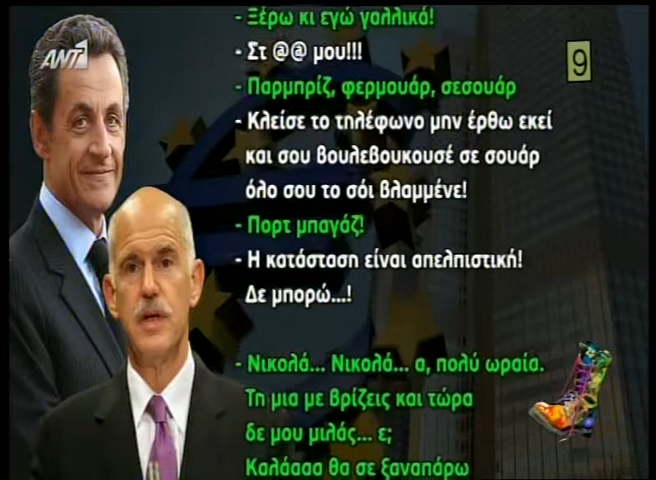 ANT1
9
- Ξέρω κι εγώ γαλλικά!
- Στ @@ μου!!!
- Παρμπρίζ, φερμουάρ, σεσουάρ
- Κλείσε το τηλέφωνο μην έρθω εκεί
και σου βουλεβουκουσέ σε σουάρ
όλο σου το σόι βλαμμένε!
- Πορτ μπαγάζ!
- Η κατάσταση είναι απελπιστική!
Δε μπορώ...!
- Νικολά... Νικολά... α, πολύ ωραία.
Τη μια με βρίζεις και τώρα
δε μου μιλάς... ε;
Καλάααα θα σε ξαναπάρω